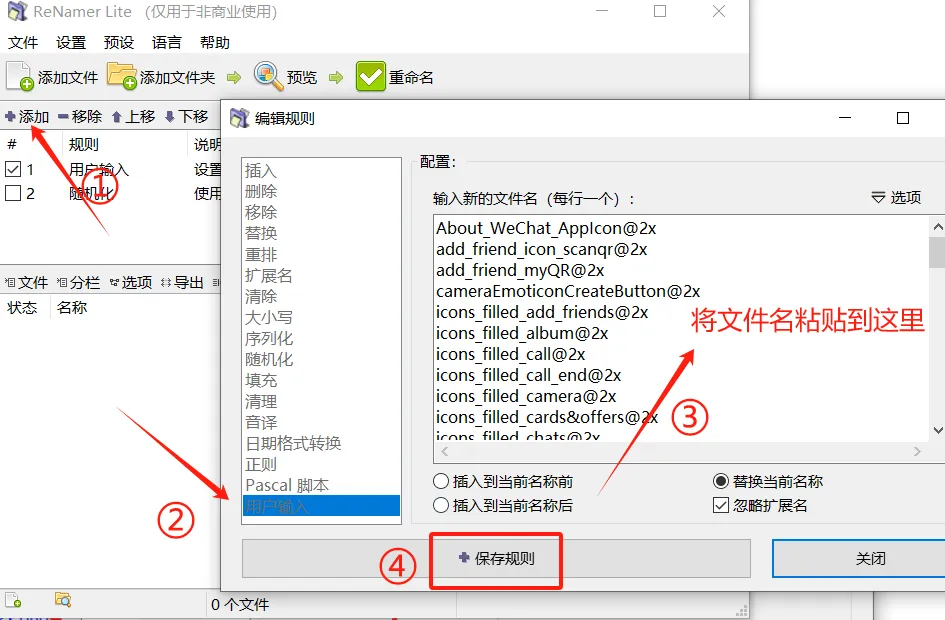 ReNamer Lite （仅用于非商业使用）
文件 设置 预设 语言 帮助
添加文件 添加文件夹 预览 重命名
添加 移除 上移 下移
# 规则 说明
1 用户输入 设置
2 随机化 使用
①
文件 分栏 选项 导出
状态 名称
0 个文件
编辑规则
插入
删除
移除
替换
重排
扩展名
清除
大小写
序列化
随机化
填充
清理
音译
日期格式转换
正则
Pascal 脚本
用户输入
②
配置：
输入新的文件名（每行一个）：
选项
About_WeChat_AppIcon@2x
add_friend_icon_scanqr@2x
add_friend_myQR@2x
cameraEmoticonCreateButton@2x
icons_filled_add_friends@2x
icons_filled_album@2x
icons_filled_call@2x
icons_filled_call_end@2x
icons_filled_camera@2x
icons_filled_cards&offers@2x
icons_filled_chats@2x
将文件名粘贴到这里
③
插入到当前名称前 替换当前名称
插入到当前名称后 忽略扩展名
④
保存规则 关闭